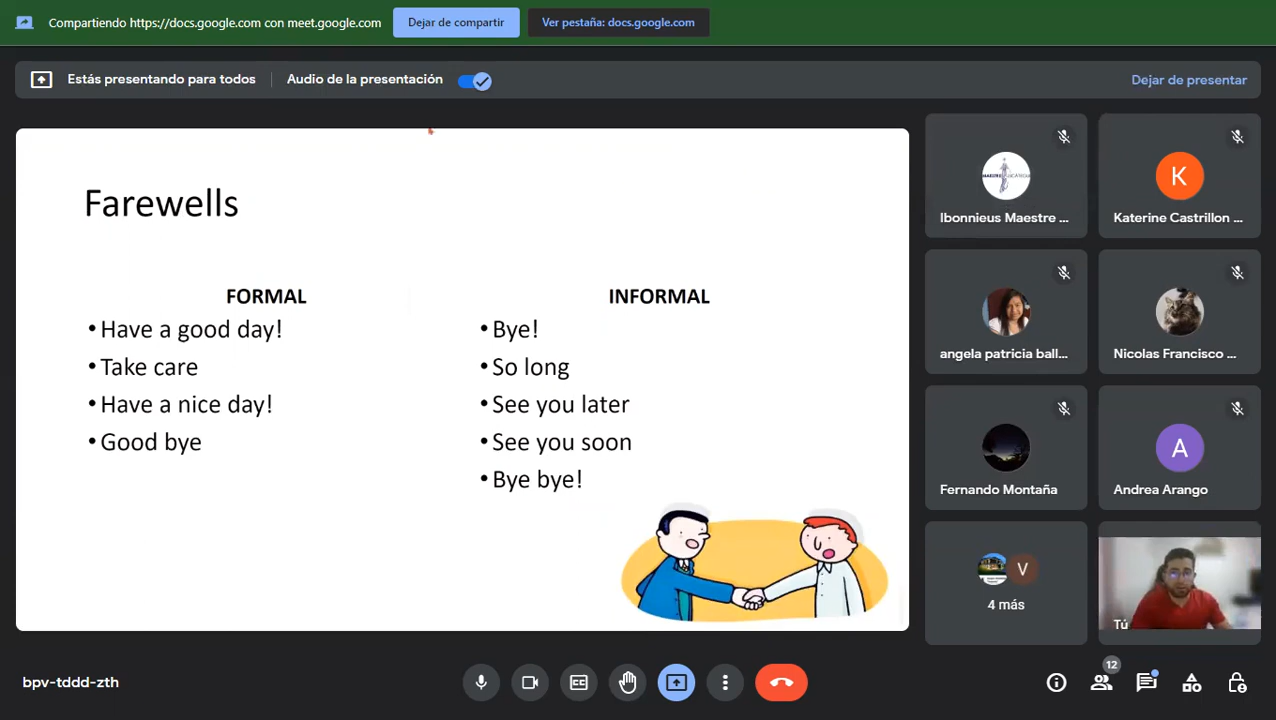 Compartiendo https://docs.google.com con meet.google.com
Dejar de compartir
Ver pestaña: docs.google.com
Estás presentando para todos
Audio de la presentación
Dejar de presentar
Farewells
FORMAL
•Have a good day!
•Take care
•Have a nice day!
•Good bye
INFORMAL
•Bye!
•So long
•See you later
•See you soon
•Bye bye!
Ibonnieus Maestre ...
K
Katerine Castrillon ...
angela patricia ball...
Nicolas Francisco ...
Fernando Montaña
A
Andrea Arango
V
4 más
Tú
bpv-tddd-zth
CC
12